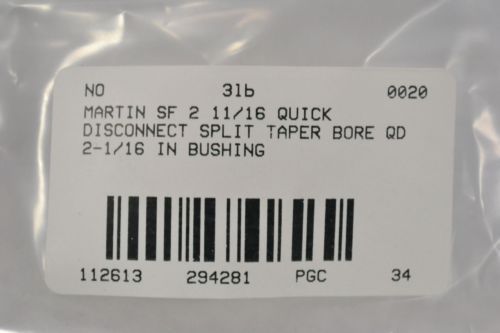 NO 3lb 0020
MARTIN SF 2 11/16 QUICK
DISCONNECT SPLIT TAPER BORE QD
2-1/16 IN BUSHING
112613 294281 PGC 34